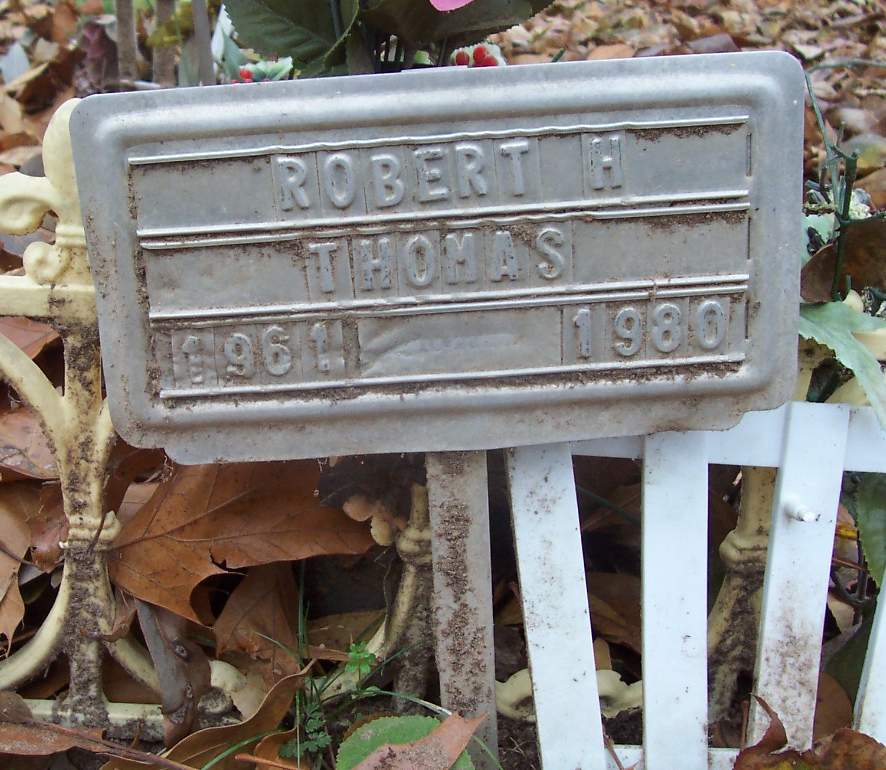 ROBERT H
THOMAS
1961 1980